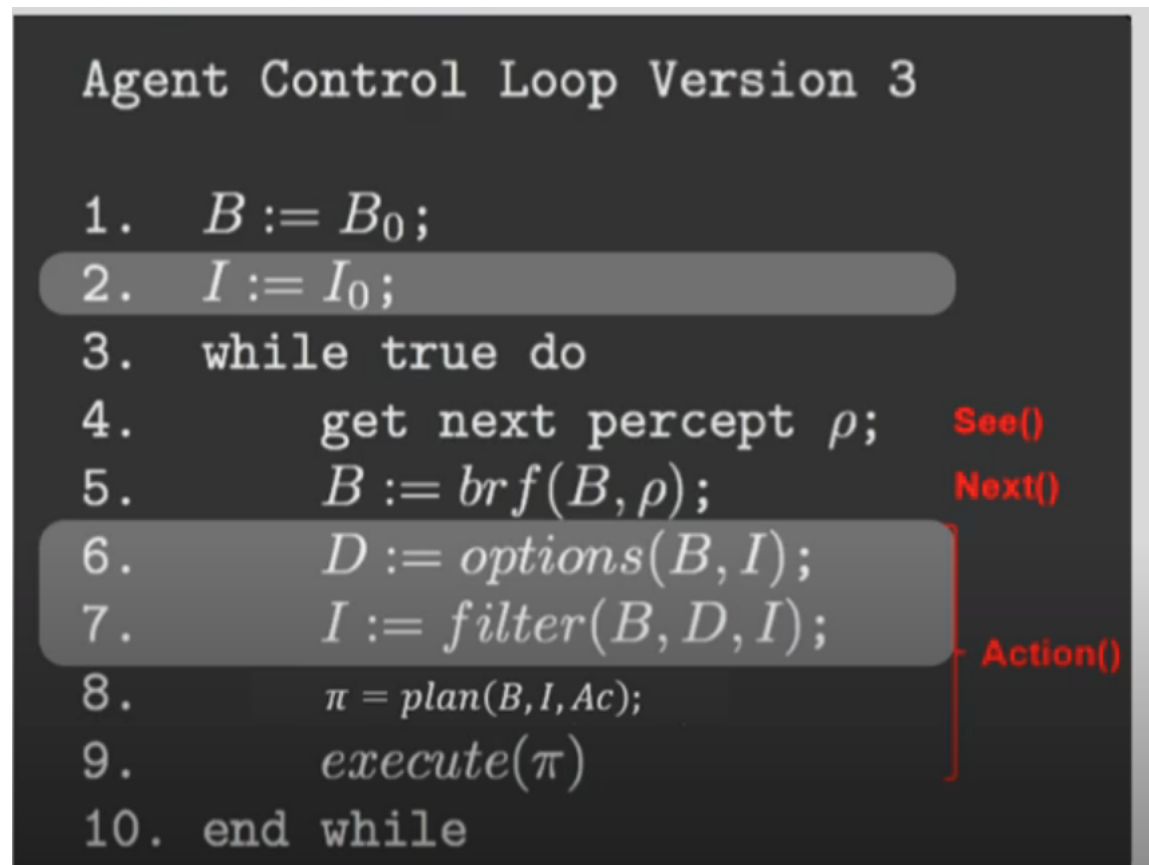 Agent Control Loop Version 3
1. B := B₀;
2. I := I₀;
3. while true do
4. get next percept ρ; See()
5. B := brf(B, ρ); Next()
6. D := options(B, I);
7. I := filter(B, D, I);
Action()
8. π = plan(B, I, Ac);
9. execute(π)
10. end while